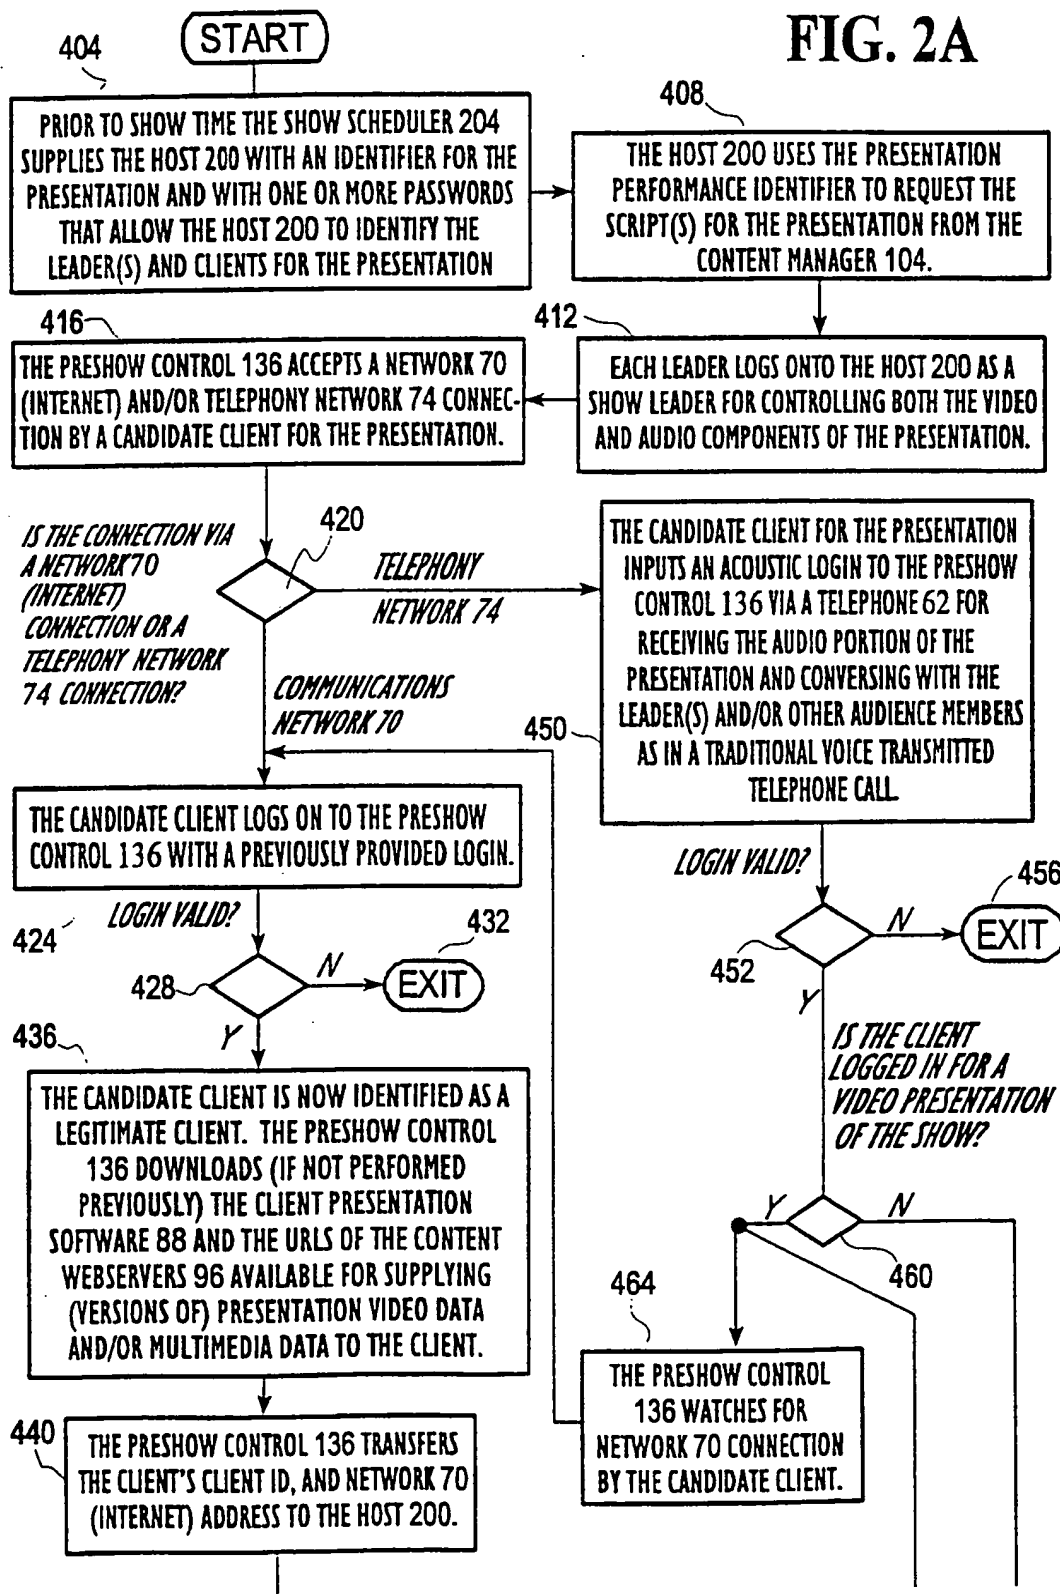 FIG. 2A
START
404
PRIOR TO SHOW TIME THE SHOW SCHEDULER 204
SUPPLIES THE HOST 200 WITH AN IDENTIFIER FOR THE
PRESENTATION AND WITH ONE OR MORE PASSWORDS
THAT ALLOW THE HOST 200 TO IDENTIFY THE
LEADER(S) AND CLIENTS FOR THE PRESENTATION
408
THE HOST 200 USES THE PRESENTATION
PERFORMANCE IDENTIFIER TO REQUEST THE
SCRIPT(S) FOR THE PRESENTATION FROM THE
CONTENT MANAGER 104.
412
EACH LEADER LOGS ONTO THE HOST 200 AS A
SHOW LEADER FOR CONTROLLING BOTH THE VIDEO
AND AUDIO COMPONENTS OF THE PRESENTATION.
416
THE PRESHOW CONTROL 136 ACCEPTS A NETWORK 70
(INTERNET) AND/OR TELEPHONY NETWORK 74 CONNEC-
TION BY A CANDIDATE CLIENT FOR THE PRESENTATION.
IS THE CONNECTION VIA
A NETWORK 70
(INTERNET)
CONNECTION OR A
TELEPHONY NETWORK
74 CONNECTION?
420
TELEPHONY
NETWORK 74
COMMUNICATIONS
NETWORK 70
THE CANDIDATE CLIENT FOR THE PRESENTATION
INPUTS AN ACOUSTIC LOGIN TO THE PRESHOW
CONTROL 136 VIA A TELEPHONE 62 FOR
RECEIVING THE AUDIO PORTION OF THE
PRESENTATION AND CONVERSING WITH THE
LEADER(S) AND/OR OTHER AUDIENCE MEMBERS
AS IN A TRADITIONAL VOICE TRANSMITTED
TELEPHONE CALL.
450
THE CANDIDATE CLIENT LOGS ON TO THE PRESHOW
CONTROL 136 WITH A PREVIOUSLY PROVIDED LOGIN.
424
LOGIN VALID?
428
N
432
EXIT
Y
LOGIN VALID?
452
N
456
EXIT
Y
IS THE CLIENT
LOGGED IN FOR A
VIDEO PRESENTATION
OF THE SHOW?
436
THE CANDIDATE CLIENT IS NOW IDENTIFIED AS A
LEGITIMATE CLIENT. THE PRESHOW CONTROL
136 DOWNLOADS (IF NOT PERFORMED
PREVIOUSLY) THE CLIENT PRESENTATION
SOFTWARE 88 AND THE URLS OF THE CONTENT
WEBSERVERS 96 AVAILABLE FOR SUPPLYING
(VERSIONS OF) PRESENTATION VIDEO DATA
AND/OR MULTIMEDIA DATA TO THE CLIENT.
Y
N
460
464
THE PRESHOW CONTROL
136 WATCHES FOR
NETWORK 70 CONNECTION
BY THE CANDIDATE CLIENT.
440
THE PRESHOW CONTROL 136 TRANSFERS
THE CLIENT'S CLIENT ID, AND NETWORK 70
(INTERNET) ADDRESS TO THE HOST 200.